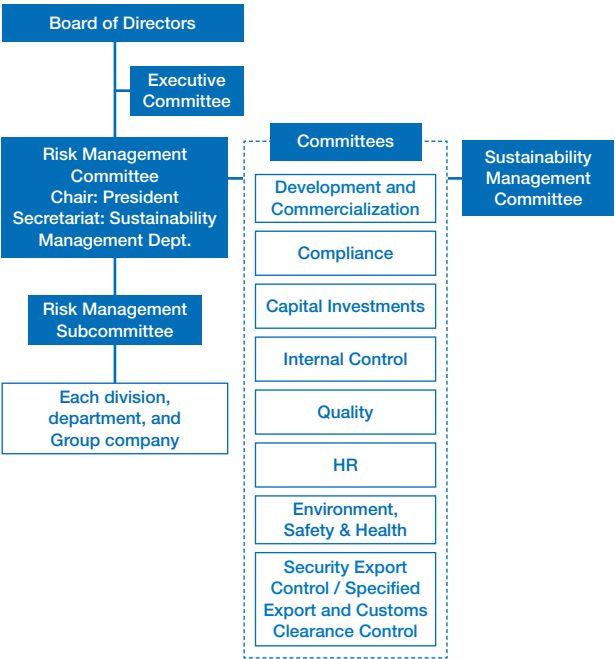 Board of Directors
Executive
Committee
Risk Management
Committee
Chair: President
Secretariat: Sustainability
Management Dept.
Risk Management
Subcommittee
Each division,
department, and
Group company
Committees
Development and
Commercialization
Compliance
Capital Investments
Internal Control
Quality
HR
Environment,
Safety & Health
Security Export
Control / Specified
Export and Customs
Clearance Control
Sustainability
Management
Committee